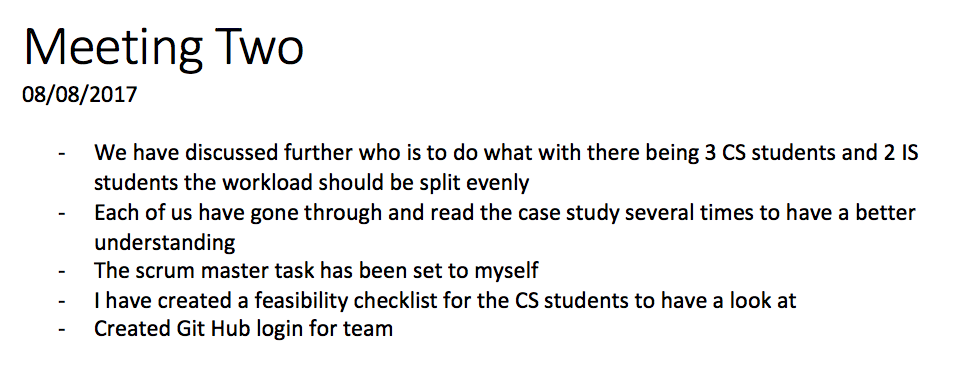 Meeting Two
08/08/2017
- We have discussed further who is to do what with there being 3 CS students and 2 IS
students the workload should be split evenly
- Each of us have gone through and read the case study several times to have a better
understanding
- The scrum master task has been set to myself
- I have created a feasibility checklist for the CS students to have a look at
- Created Git Hub login for team